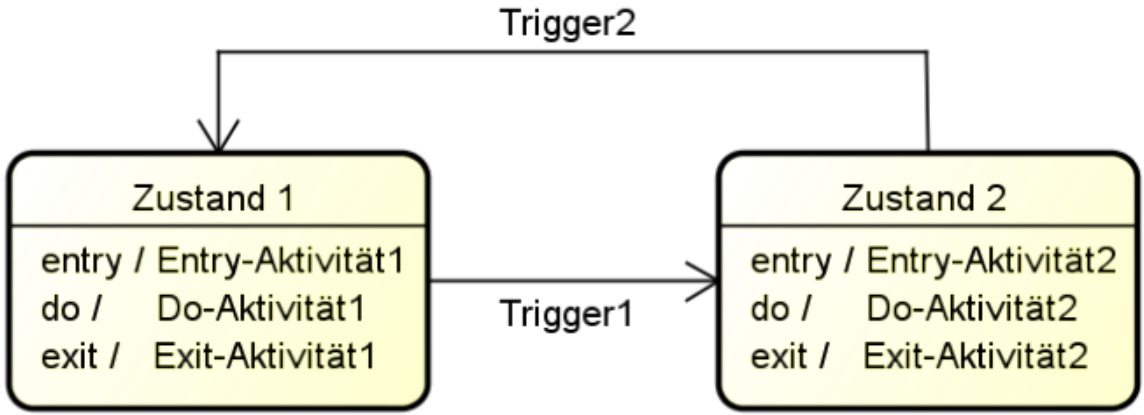 Trigger2
Zustand 1
entry / Entry-Aktivität1
do / Do-Aktivität1
exit / Exit-Aktivität1
Trigger1
Zustand 2
entry / Entry-Aktivität2
do / Do-Aktivität2
exit / Exit-Aktivität2